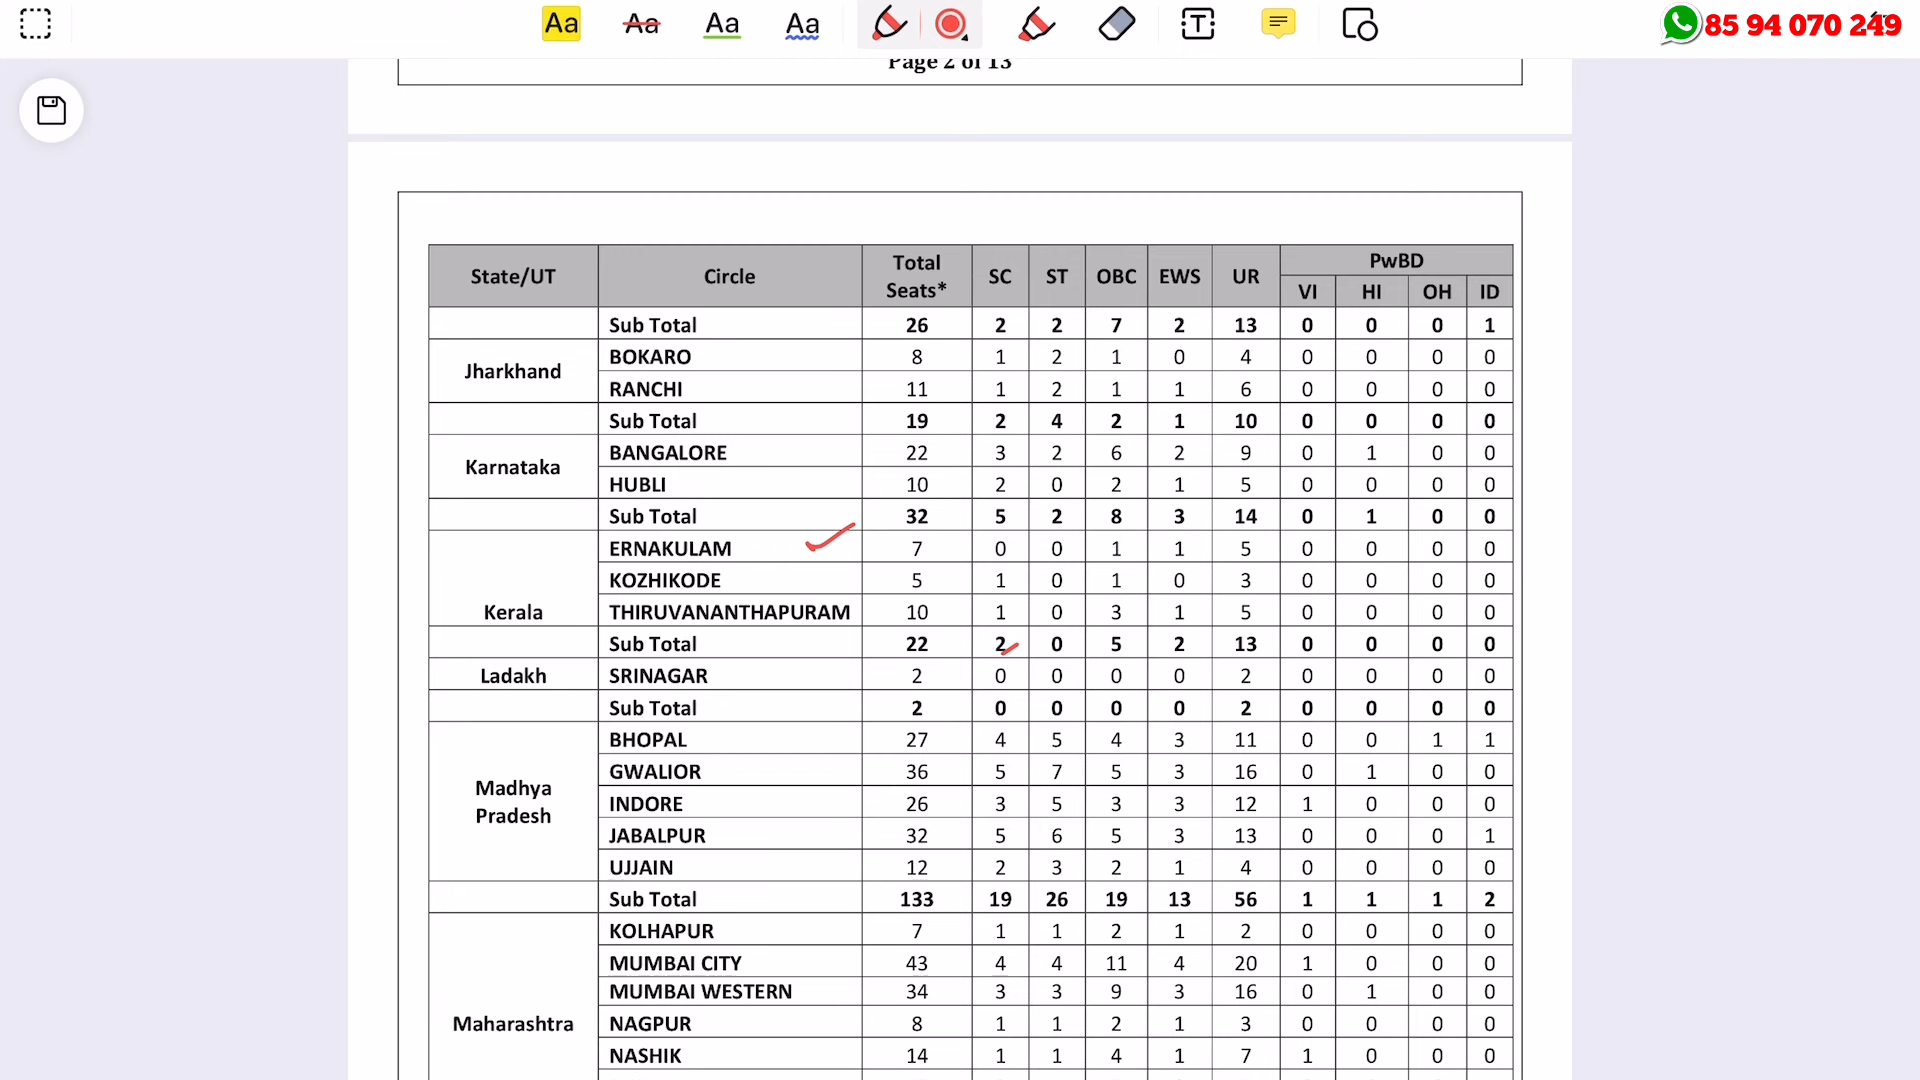 Aa Aa Aa Aa T
85 94 070 249
Page 2 of 13
State/UT Circle Total Seats* SC ST OBC EWS UR PwBD
VI HI OH ID
Sub Total 26 2 2 7 2 13 0 0 0 1
Jharkhand BOKARO 8 1 2 1 0 4 0 0 0 0
RANCHI 11 1 2 1 1 6 0 0 0 0
Sub Total 19 2 4 2 1 10 0 0 0 0
Karnataka BANGALORE 22 3 2 6 2 9 0 1 0 0
HUBLI 10 2 0 2 1 5 0 0 0 0
Sub Total 32 5 2 8 3 14 0 1 0 0
ERNAKULAM 7 0 0 1 1 5 0 0 0 0
KOZHIKODE 5 1 0 1 0 3 0 0 0 0
Kerala THIRUVANANTHAPURAM 10 1 0 3 1 5 0 0 0 0
Sub Total 22 2 0 5 2 13 0 0 0 0
Ladakh SRINAGAR 2 0 0 0 0 2 0 0 0 0
Sub Total 2 0 0 0 0 2 0 0 0 0
Madhya Pradesh BHOPAL 27 4 5 4 3 11 0 0 1 1
GWALIOR 36 5 7 5 3 16 0 1 0 0
INDORE 26 3 5 3 3 12 1 0 0 0
JABALPUR 32 5 6 5 3 13 0 0 0 1
UJJAIN 12 2 3 2 1 4 0 0 0 0
Sub Total 133 19 26 19 13 56 1 1 1 2
Maharashtra KOLHAPUR 7 1 1 2 1 2 0 0 0 0
MUMBAI CITY 43 4 4 11 4 20 1 0 0 0
MUMBAI WESTERN 34 3 3 9 3 16 0 1 0 0
NAGPUR 8 1 1 2 1 3 0 0 0 0
NASHIK 14 1 1 4 1 7 1 0 0 0